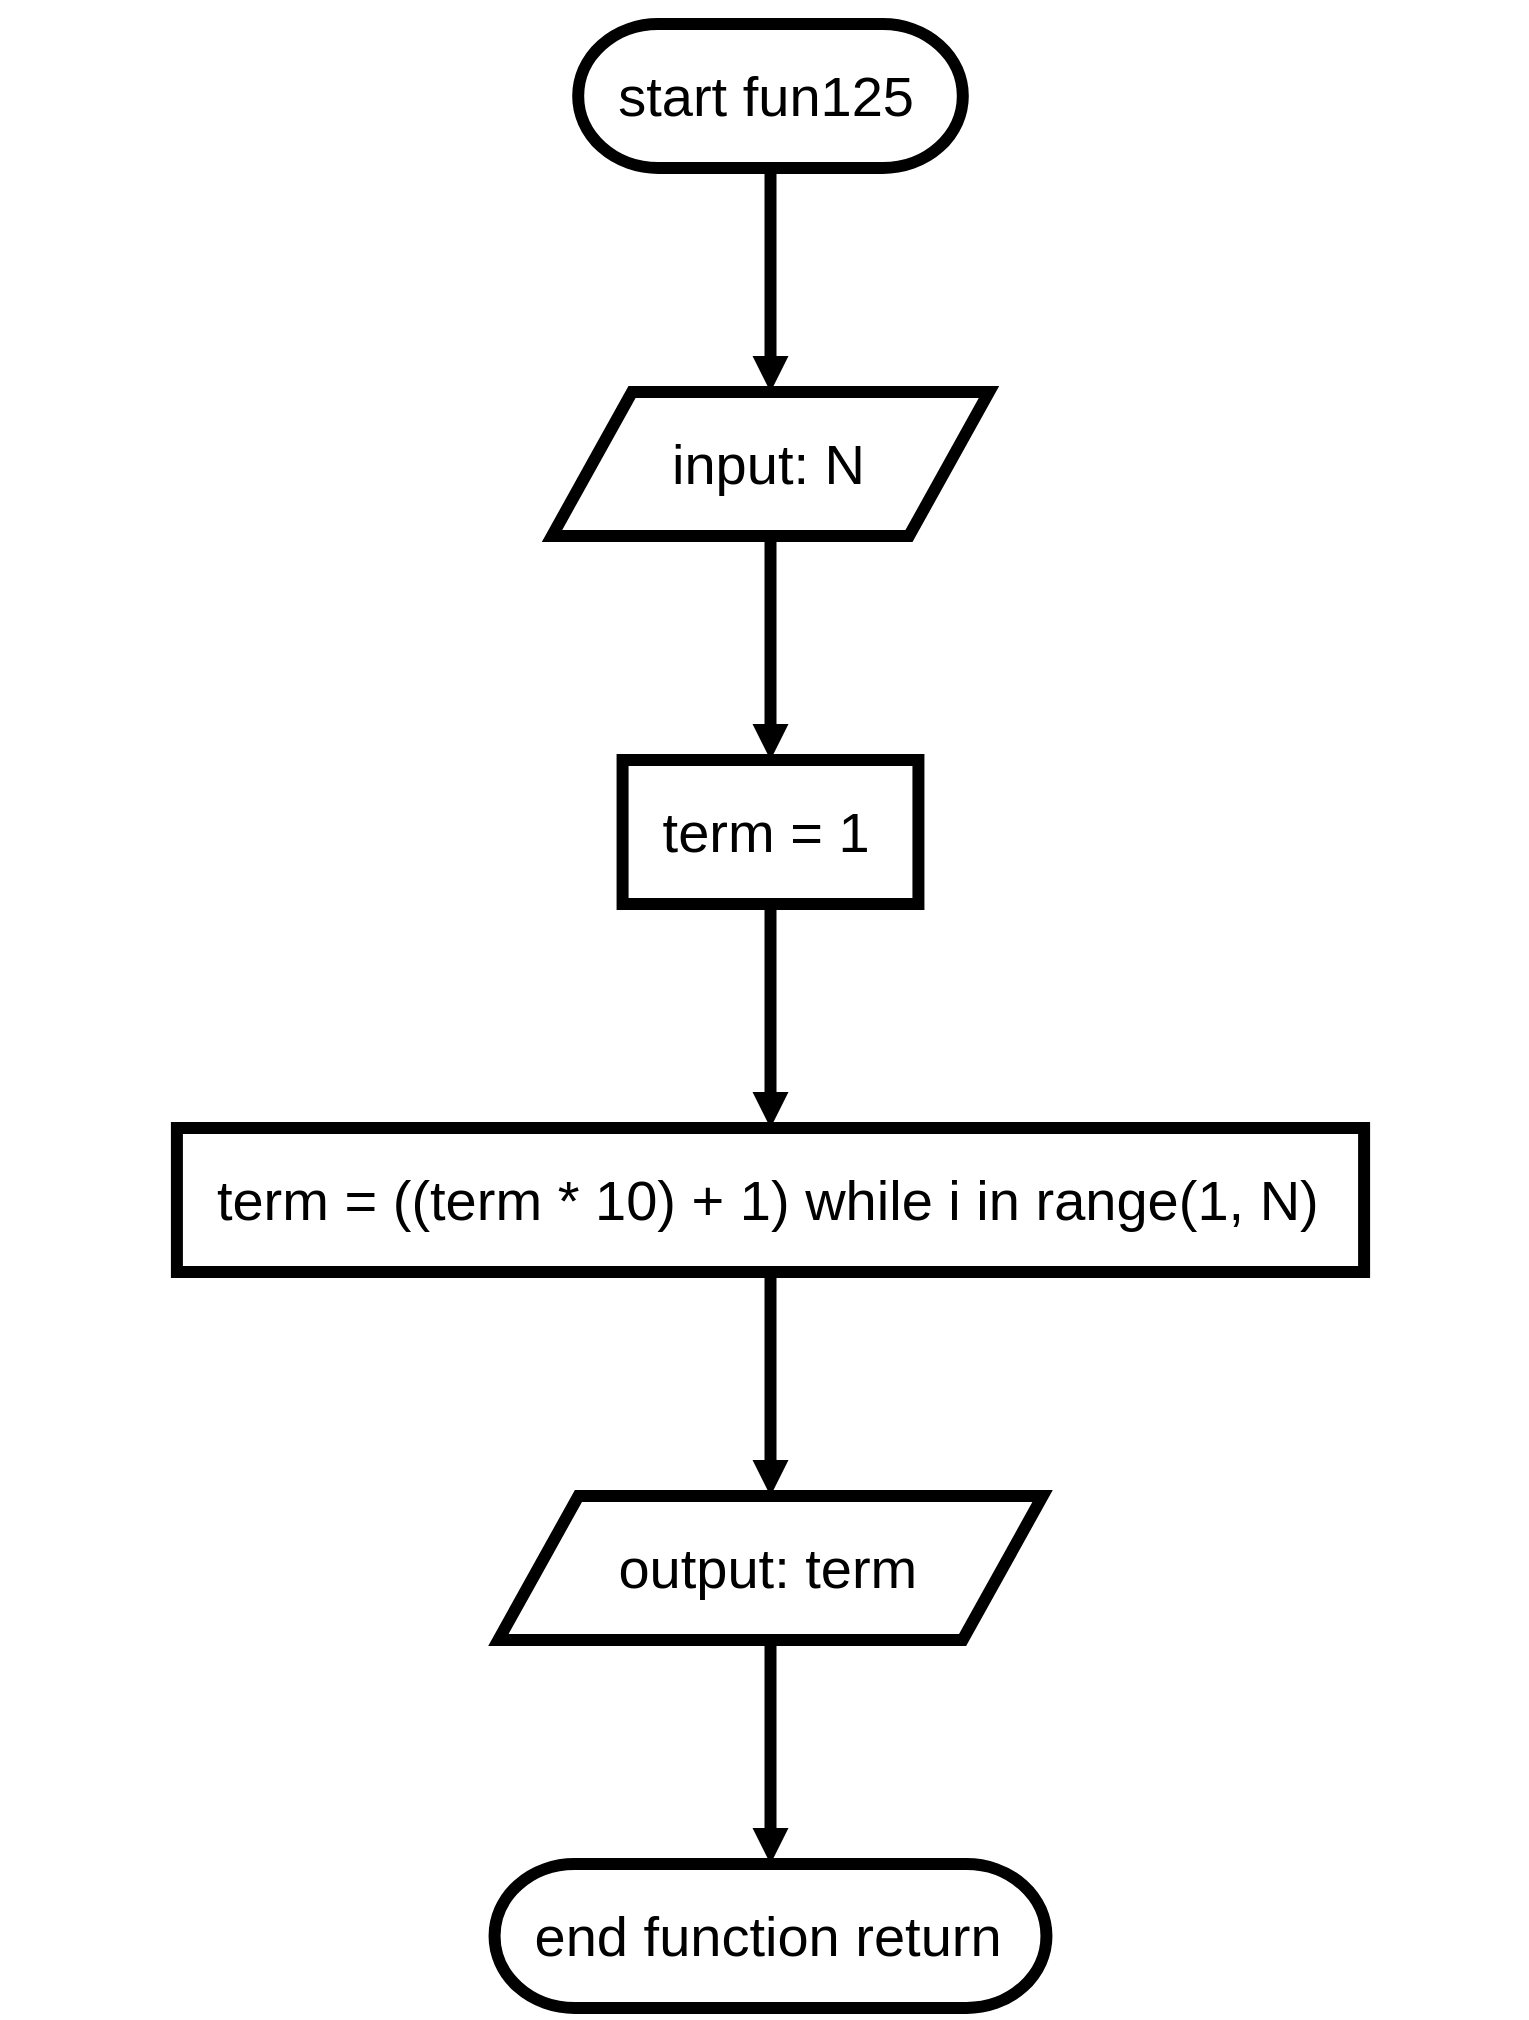 start fun125
input: N
term = 1
term = ((term * 10) + 1) while i in range(1, N)
output: term
end function return